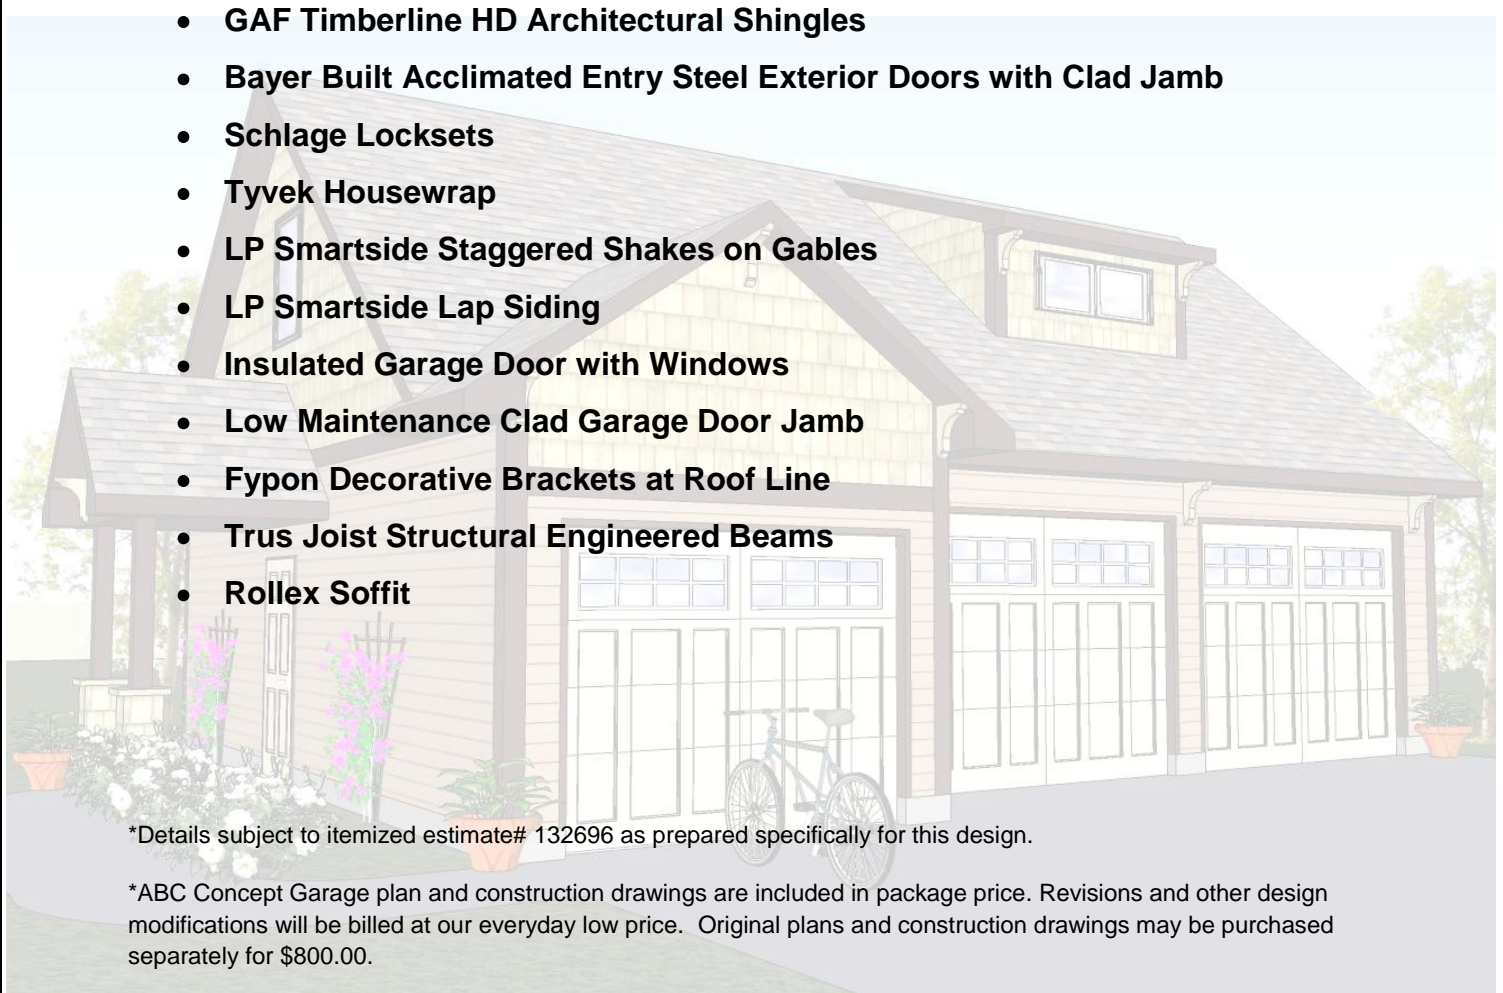 • GAF Timberline HD Architectural Shingles
• Bayer Built Acclimated Entry Steel Exterior Doors with Clad Jamb
• Schlage Locksets
• Tyvek Housewrap
• LP Smartside Staggered Shakes on Gables
• LP Smartside Lap Siding
• Insulated Garage Door with Windows
• Low Maintenance Clad Garage Door Jamb
• Fypon Decorative Brackets at Roof Line
• Trus Joist Structural Engineered Beams
• Rollex Soffit
*Details subject to itemized estimate# 132696 as prepared specifically for this design.
*ABC Concept Garage plan and construction drawings are included in package price. Revisions and other design
modifications will be billed at our everyday low price. Original plans and construction drawings may be purchased
separately for $800.00.